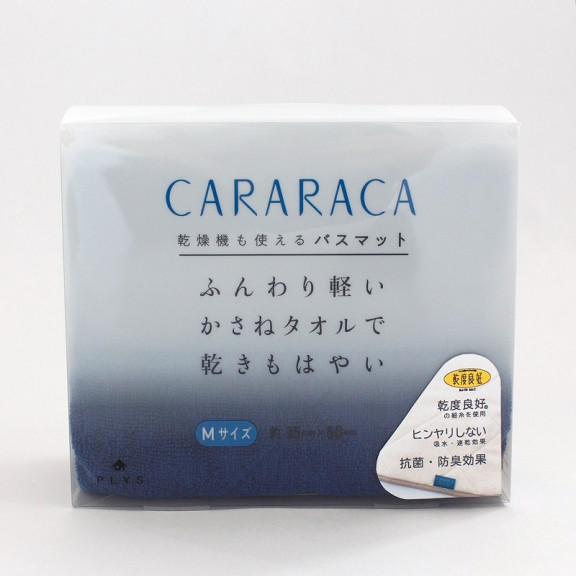 CARARACA
乾燥機も使えるバスマット
ふんわり軽い
かさねタオルで
乾きもはやい
Mサイズ 約 35cm×50cm
PLYS
乾度良好
乾度良好®
の細糸を使用
ヒンヤリしない
吸水・速乾効果
抗菌・防臭効果